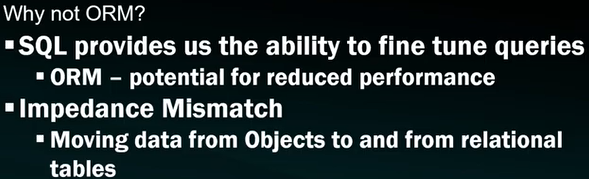 Why not ORM?
▪SQL provides us the ability to fine tune queries
▪ORM – potential for reduced performance
▪Impedance Mismatch
▪Moving data from Objects to and from relational
tables